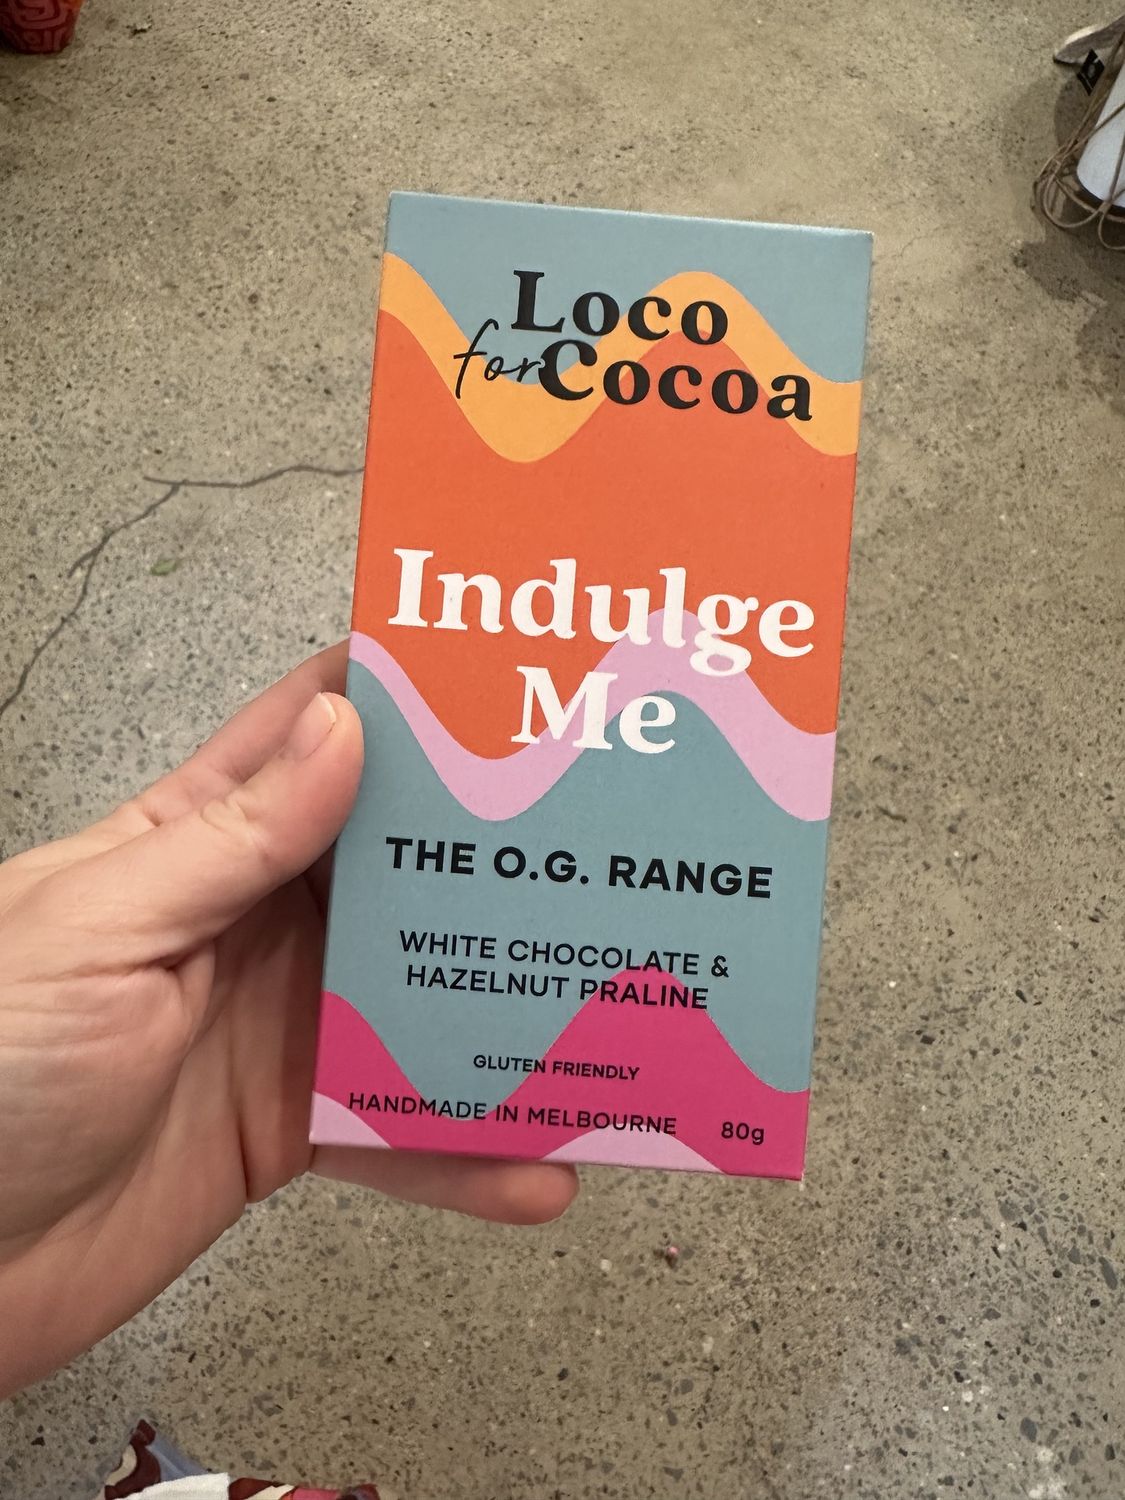 Loco
for Cocoa
Indulge
Me
THE O.G. RANGE
WHITE CHOCOLATE &
HAZELNUT PRALINE
GLUTEN FRIENDLY
HANDMADE IN MELBOURNE 80g